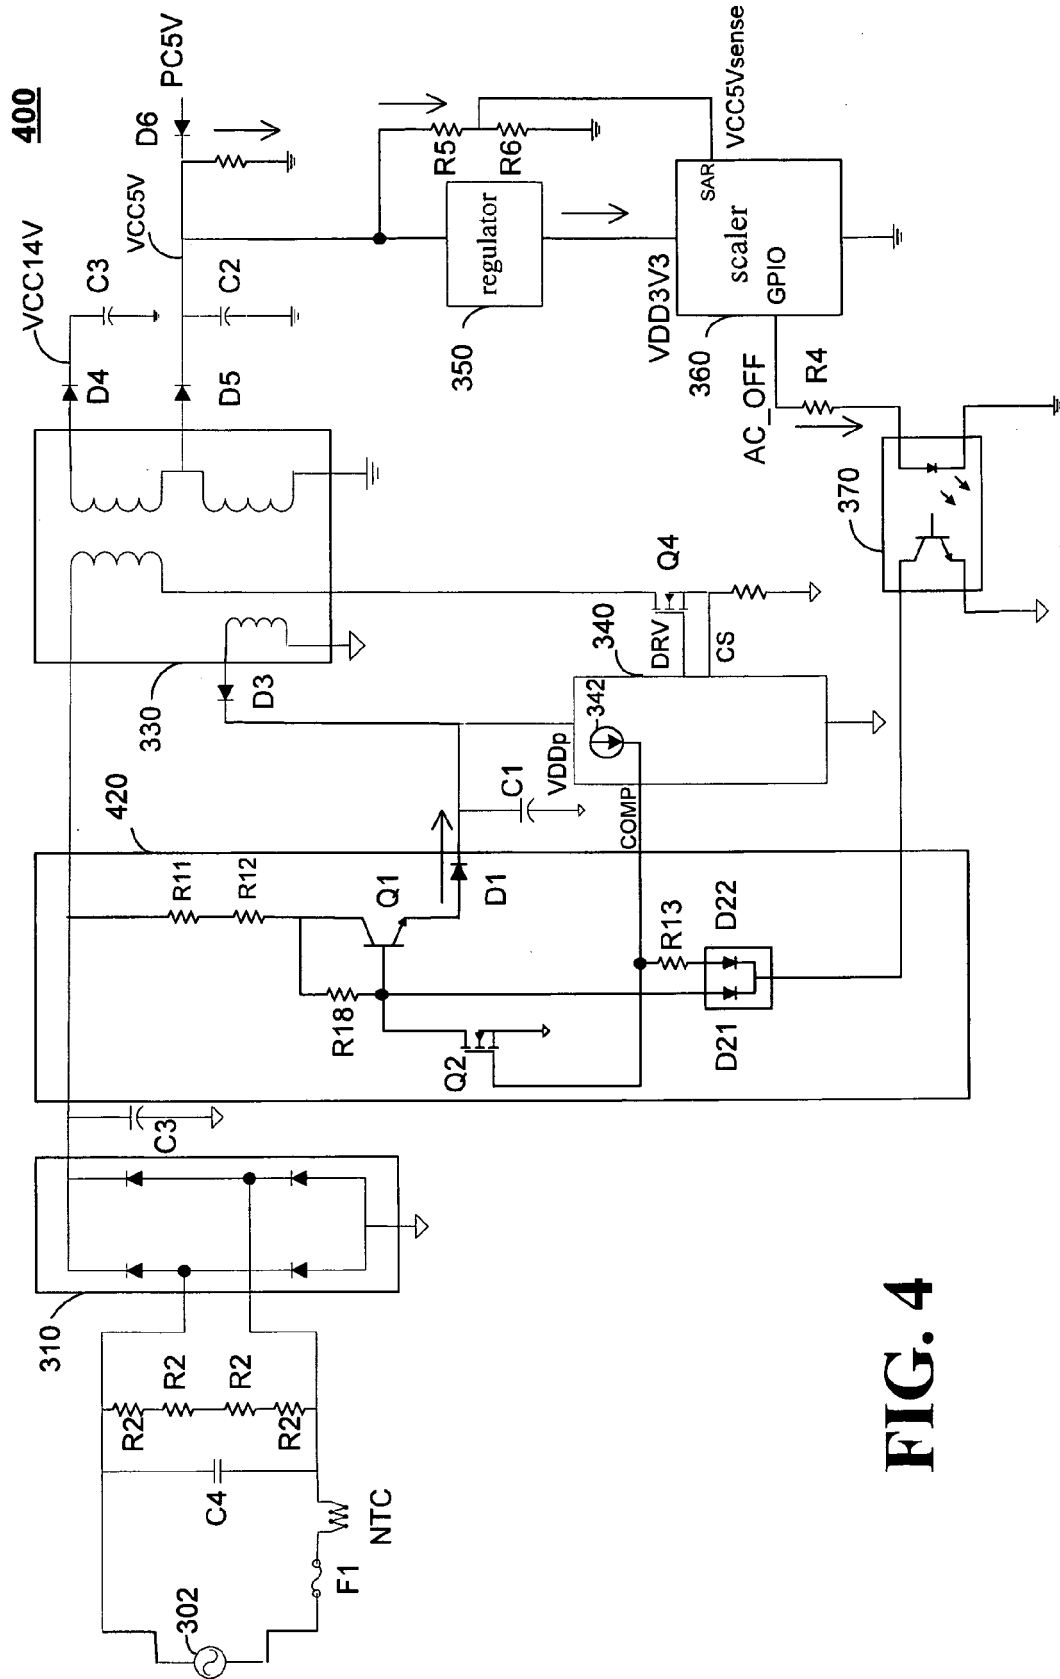 400
302
F1
NTC
C4
R2
R2
R2
R2
310
C3
420
R11
R12
R18
Q1
Q2
D1
R13
D21
D22
C1
330
D3
VDDp
342
COMP
340
DRV
CS
Q4
VCC14V
D4
C3
D5
C2
VCC5V
D6
PC5V
R5
R6
regulator
350
VDD3V3
360
SAR
scaler
GPIO
VCC5Vsense
AC_OFF
R4
370
FIG. 4